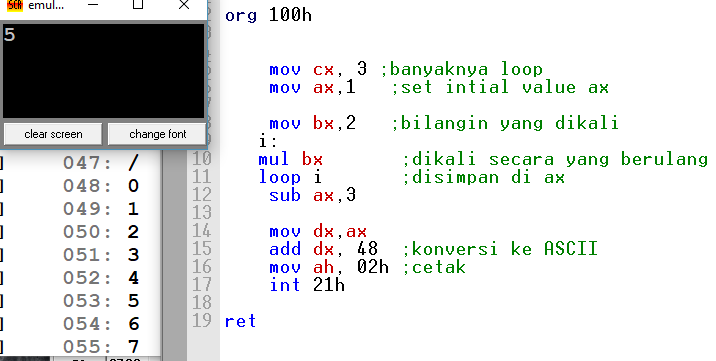 emul...
5
clear screen
change font
047: /
048: 0
049: 1
050: 2
051: 3
052: 4
053: 5
054: 6
055: 7
org 100h
mov cx, 3 ;banyaknya loop
mov ax,1 ;set intial value ax
mov bx,2 ;bilangin yang dikali
i:
10 mul bx ;dikali secara yang berulang
11 loop i ;disimpan di ax
12 sub ax,3
13
14 mov dx,ax
15 add dx, 48 ;konversi ke ASCII
16 mov ah, 02h ;cetak
17 int 21h
18
19 ret